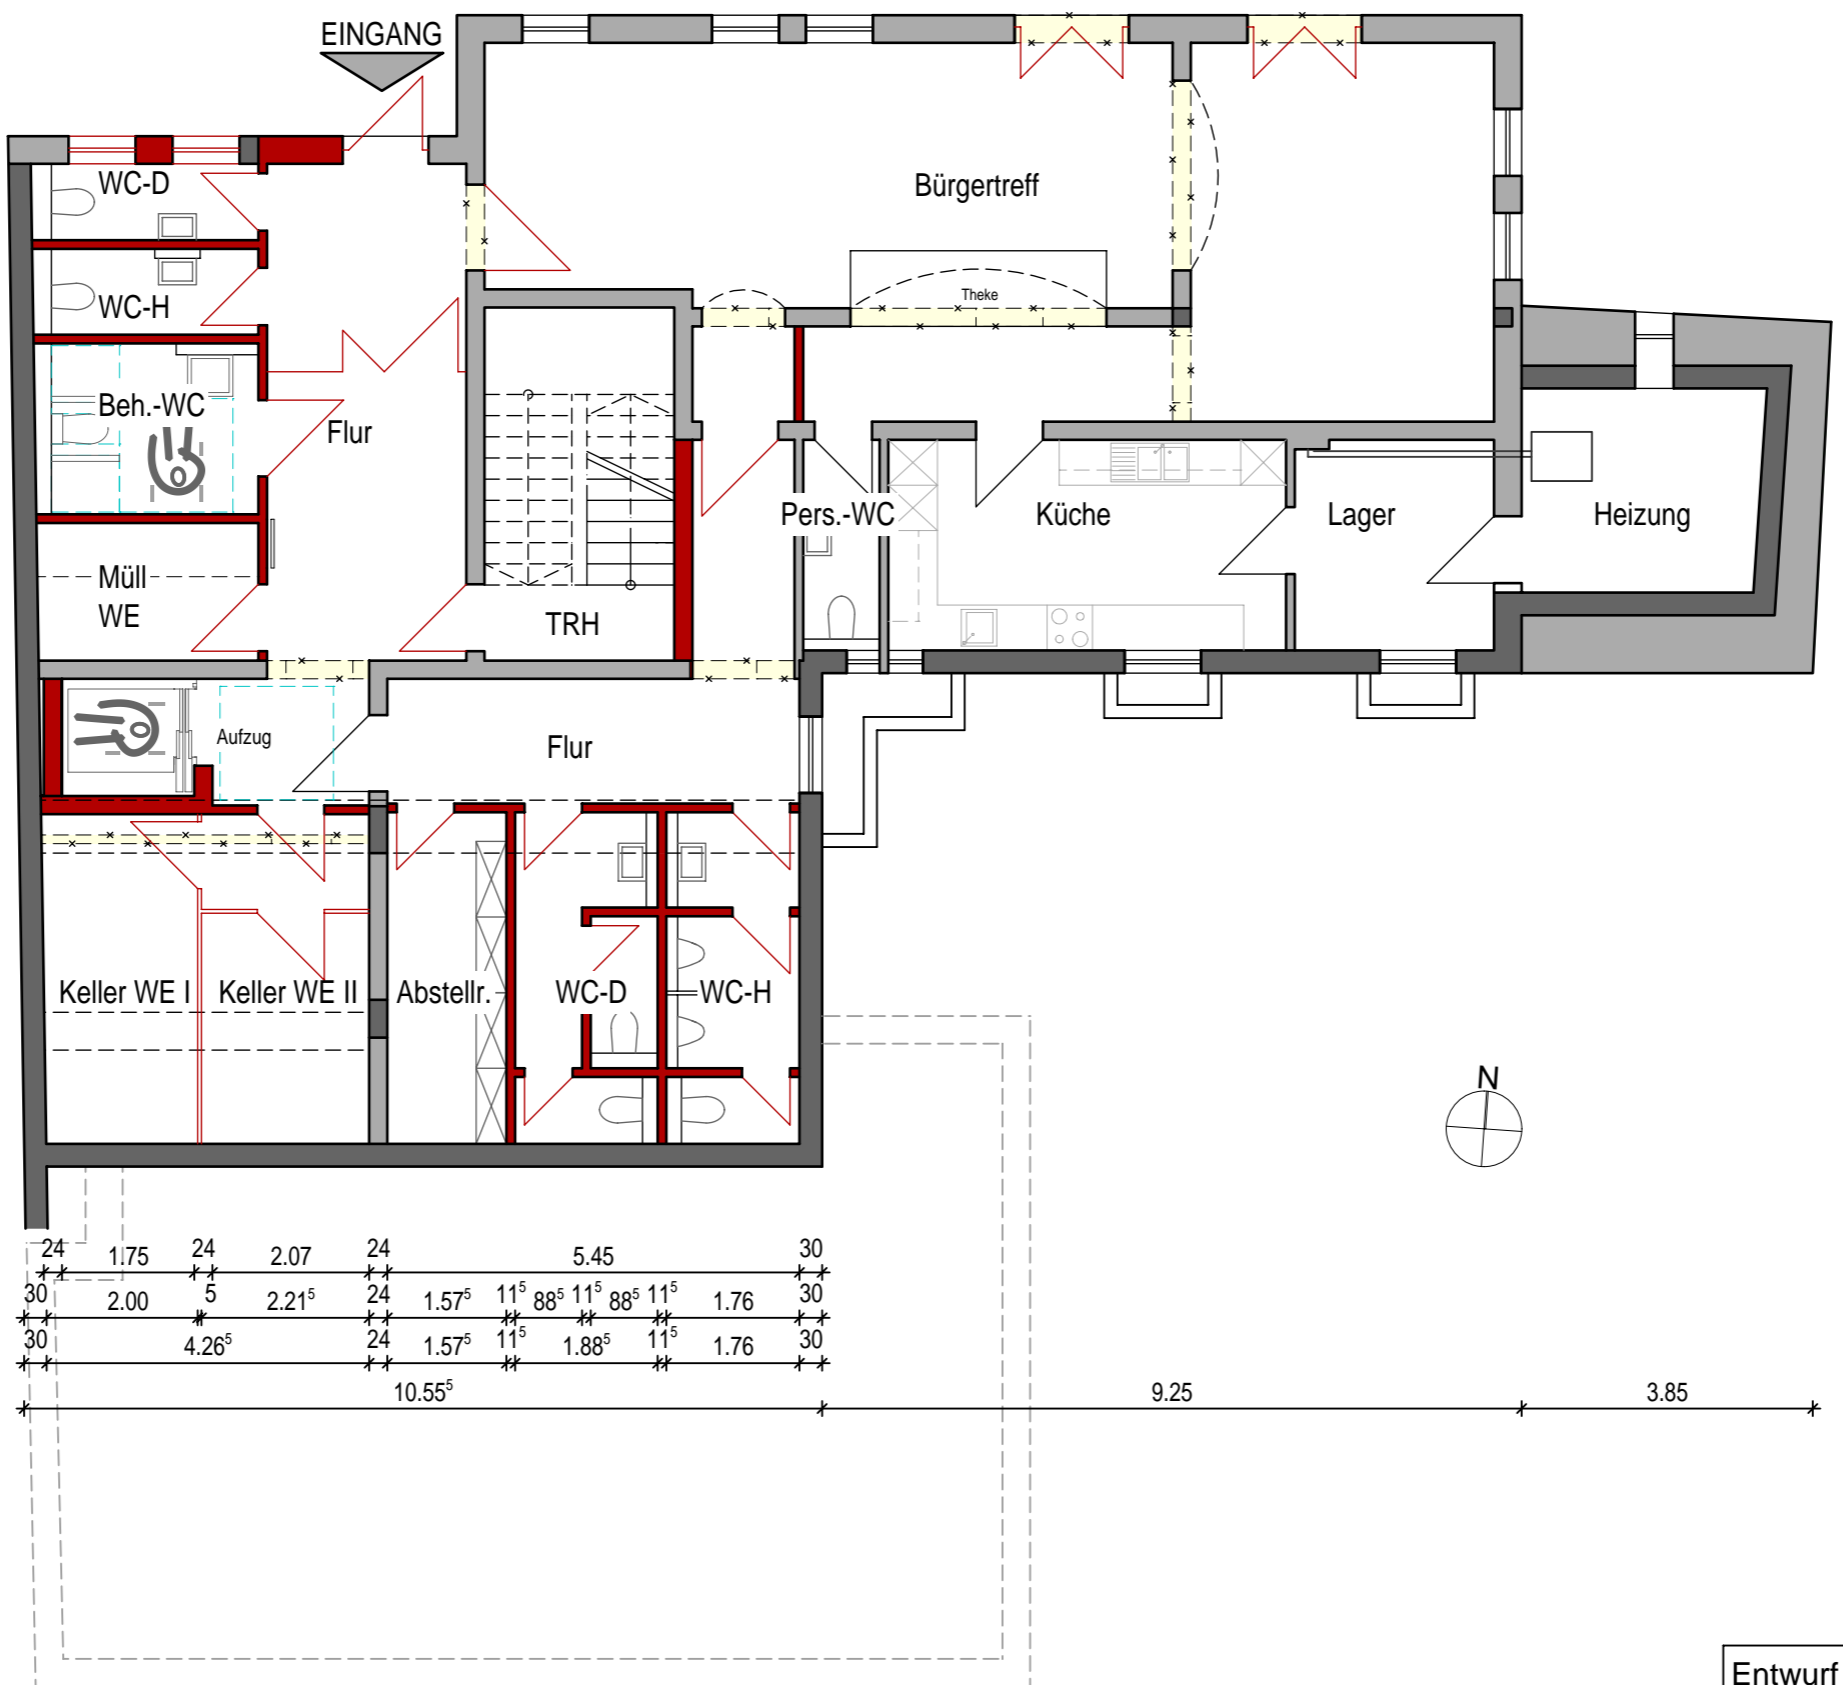 EINGANG
WC-D
Bürgertreff
WC-H
Theke
Beh.-WC
Flur
Pers.-WC
Küche
Lager
Heizung
Müll
WE
TRH
Aufzug
Flur
Keller WE I
Keller WE II
Abstellr.
WC-D
WC-H
N
24 1.75 24 2.07 24 5.45 30
30 2.00 5 2.21⁵ 24 1.57⁵ 11⁵ 88⁵ 11⁵ 88⁵ 11⁵ 1.76 30
30 4.26⁵ 24 1.57⁵ 11⁵ 1.88⁵ 11⁵ 1.76 30
10.55⁵ 9.25 3.85
Entwurf